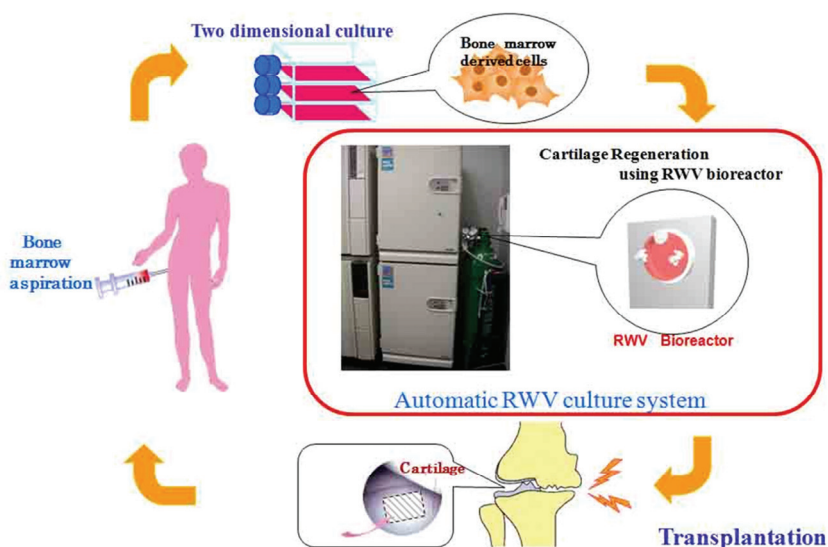 Two dimensional culture
Bone marrow
derived cells
Cartilage Regeneration
using RWV bioreactor
Bone
marrow
aspiration
RWV Bioreactor
Automatic RWV culture system
Cartilage
Transplantation